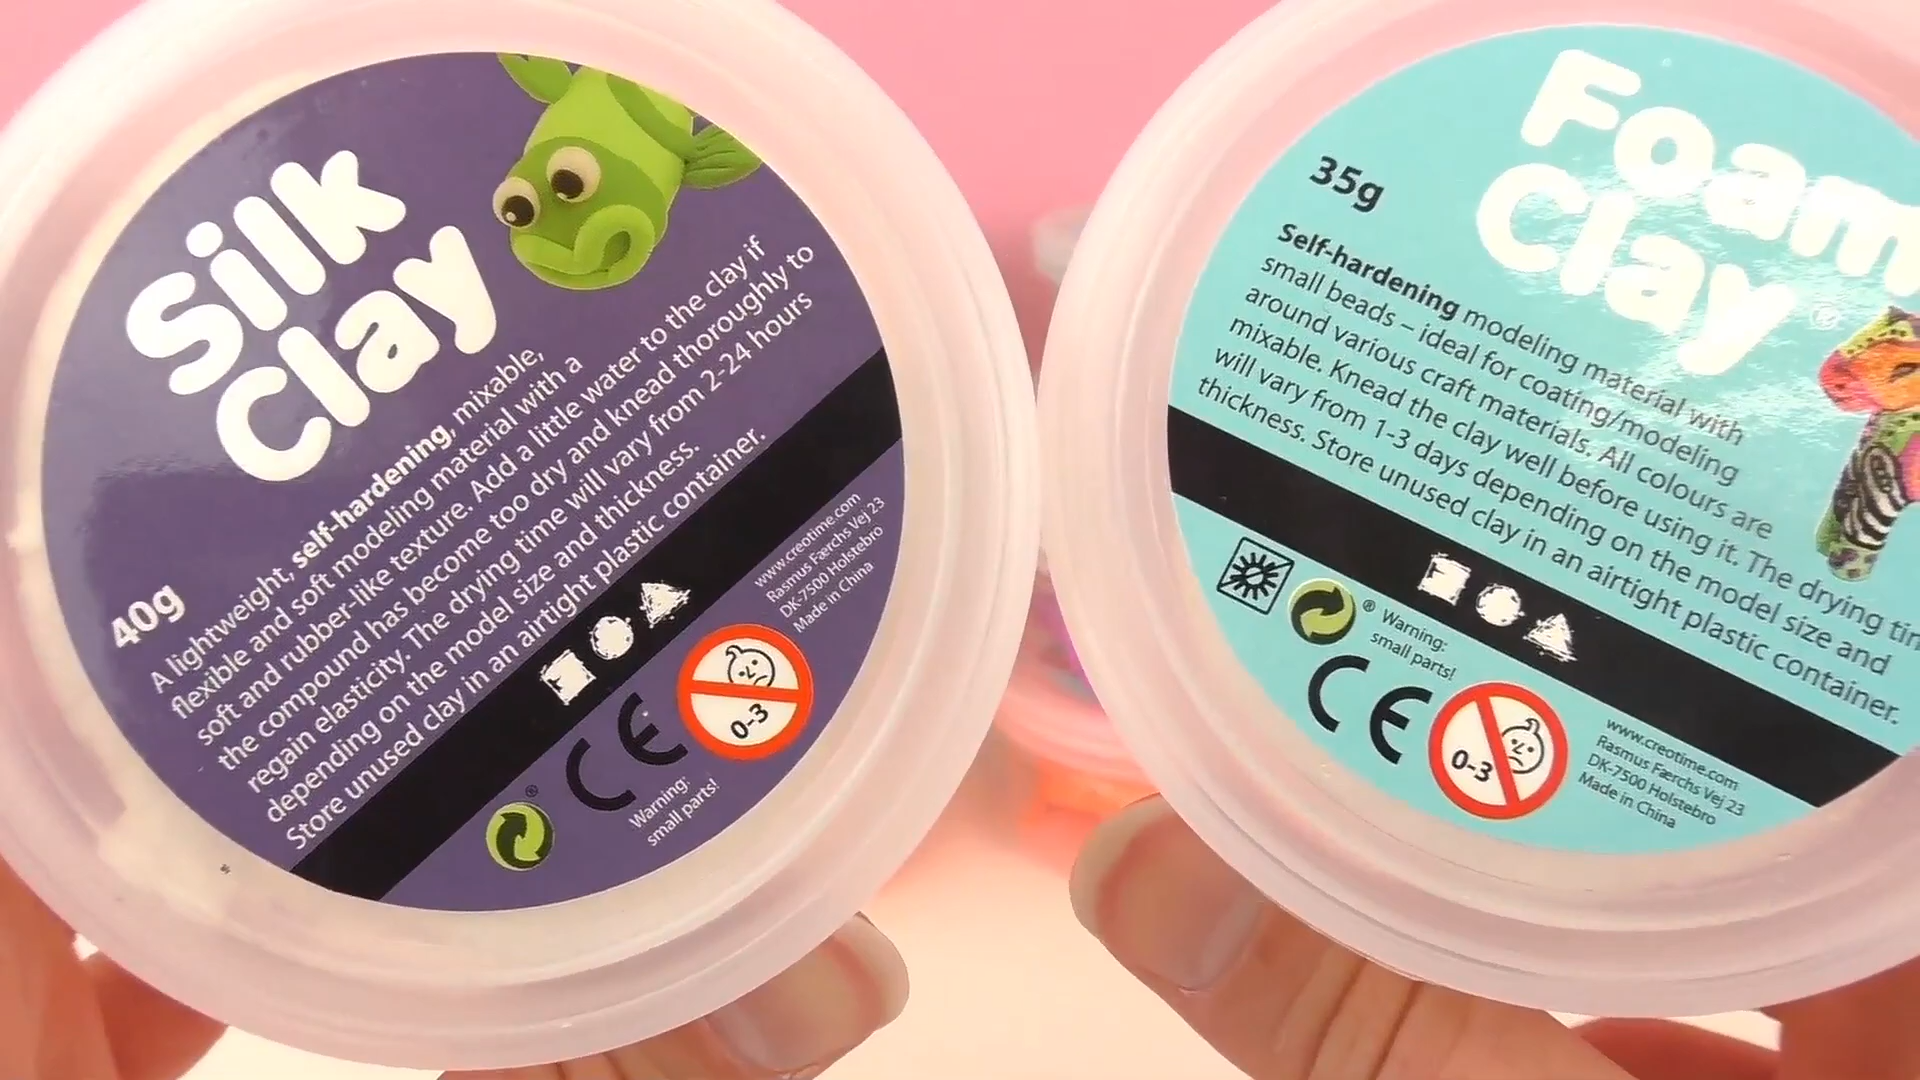 Silk
Clay
40g
A lightweight, self-hardening, mixable,
flexible and soft modeling material with a
soft and rubber-like texture. Add a little water to the clay if
the compound has become too dry and knead thoroughly to
regain elasticity. The drying time will vary from 2-24 hours
depending on the model size and thickness.
Store unused clay in an airtight plastic container.
www.creotime.com
Rasmus Færchs Vej 23
DK-7500 Holstebro
Made in China
CE
0-3
®
Warning:
small parts!
Foam
Clay®
35g
Self-hardening modeling material with
small beads – ideal for coating/modeling
around various craft materials. All colours are
mixable. Knead the clay well before using it. The drying tim
will vary from 1-3 days depending on the model size and
thickness. Store unused clay in an airtight plastic container.
®
Warning:
small parts!
CE
0-3
www.creotime.com
Rasmus Færchs Vej 23
DK-7500 Holstebro
Made in China